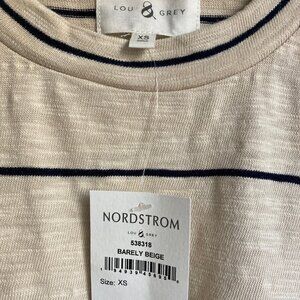 LOU & GREY
XS
NORDSTROM
LOU & GREY
538318
BARELY BEIGE
Size: XS